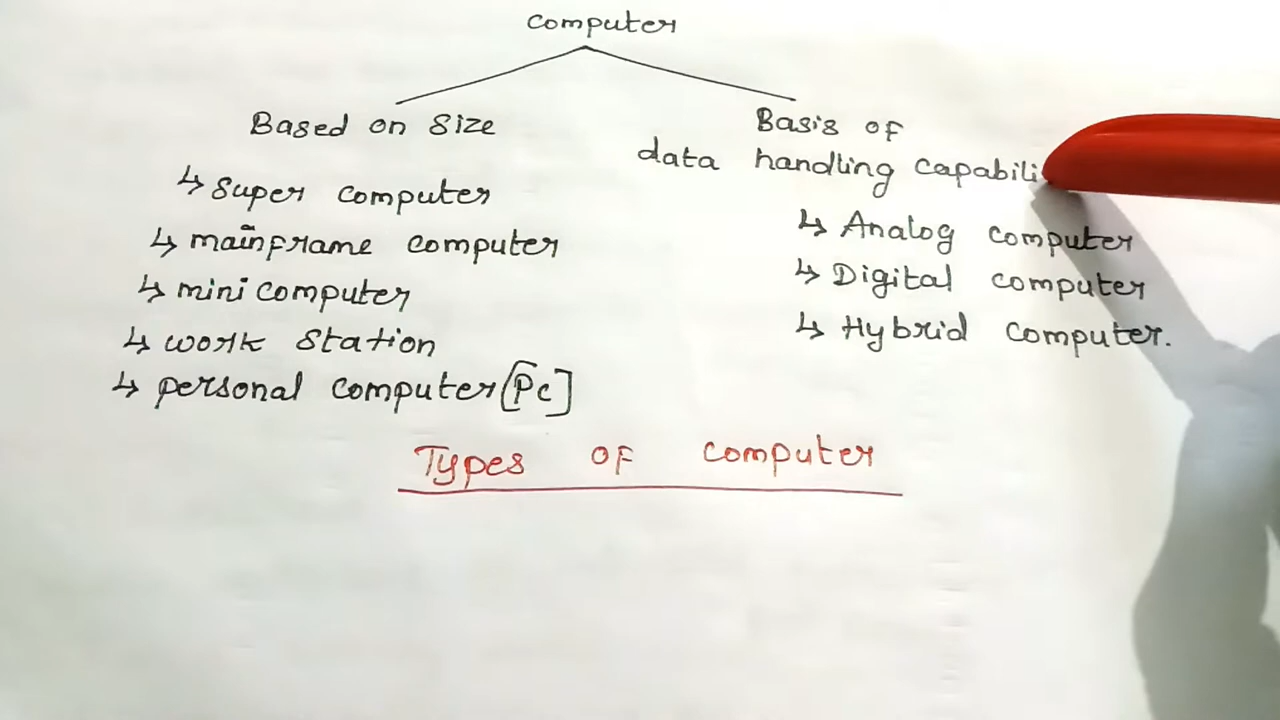 Computer
Based on Size
Basis of
data handling capabili
↳ Super computer
↳ mainframe computer
↳ mini computer
↳ work Station
↳ personal computer [Pc]
↳ Analog computer
↳ Digital computer
↳ Hybrid computer.
Types of computer